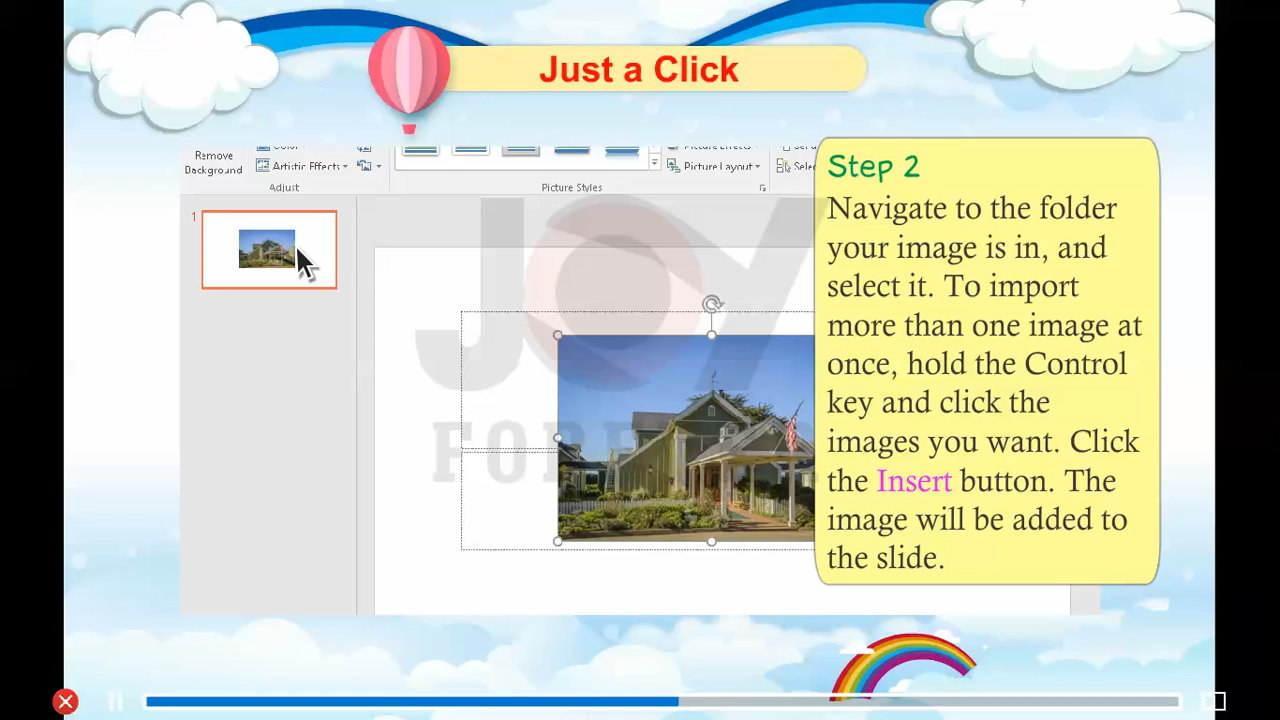 Just a Click
Remove
Background
Artistic Effects
Adjust
Picture Styles
Picture Layout
1
JOY
Step 2
Navigate to the folder
your image is in, and
select it. To import
more than one image at
once, hold the Control
key and click the
images you want. Click
the Insert button. The
image will be added to
the slide.